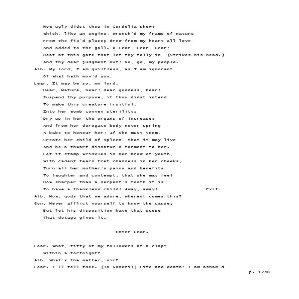 How ugly didst thou in Cordelia show!
Which, like an engine, wrench'd my frame of nature
From the fix'd place; drew from my heart all love
And added to the gall. O Lear, Lear, Lear!
Beat at this gate that let thy folly in [Strikes his head.]
And thy dear judgment out! Go, go, my people.
Alb. My lord, I am guiltless, as I am ignorant
Of what hath mov'd you.
Lear. It may be so, my lord.
Hear, Nature, hear! dear goddess, hear!
Suspend thy purpose, if thou didst intend
To make this creature fruitful.
Into her womb convey sterility;
Dry up in her the organs of increase;
And from her derogate body never spring
A babe to honour her! If she must teem,
Create her child of spleen, that it may live
And be a thwart disnatur'd torment to her.
Let it stamp wrinkles in her brow of youth,
With cadent tears fret channels in her cheeks,
Turn all her mother's pains and benefits
To laughter and contempt, that she may feel
How sharper than a serpent's tooth it is
To have a thankless child! Away, away! Exit.
Alb. Now, gods that we adore, whereof comes this?
Gon. Never afflict yourself to know the cause;
But let his disposition have that scope
That dotage gives it.
Enter Lear.
Lear. What, fifty of my followers at a clap?
Within a fortnight?
Alb. What's the matter, sir?
Lear. I'll tell thee. [To Goneril] Life and death! I am asham'd